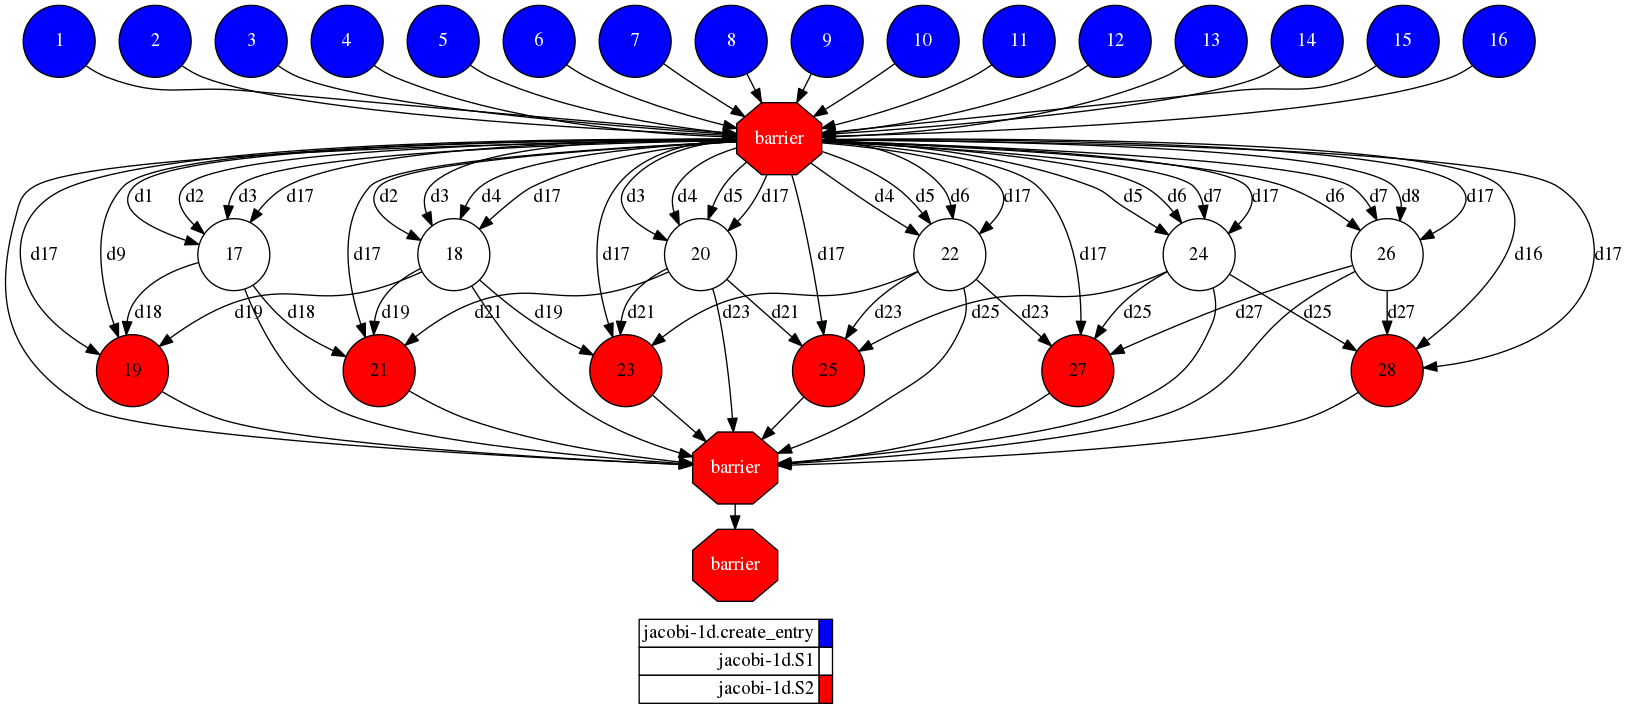 1 2 3 4 5 6 7 8 9 10 11 12 13 14 15 16
barrier
d1 d2 d3 d17 d2 d3 d4 d17 d3 d4 d5 d17 d4 d5 d6 d17 d5 d6 d7 d17 d6 d7 d8 d17
d17 d9 17 d17 18 d17 20 d17 22 d17 24 26 d16 d17
d18 d19 d18 d19 d21 d19 d21 d23 d21 d23 d25 d23 d25 d27 d25 d27
19 21 23 25 27 28
barrier
barrier
jacobi-1d.create_entry
jacobi-1d.S1
jacobi-1d.S2